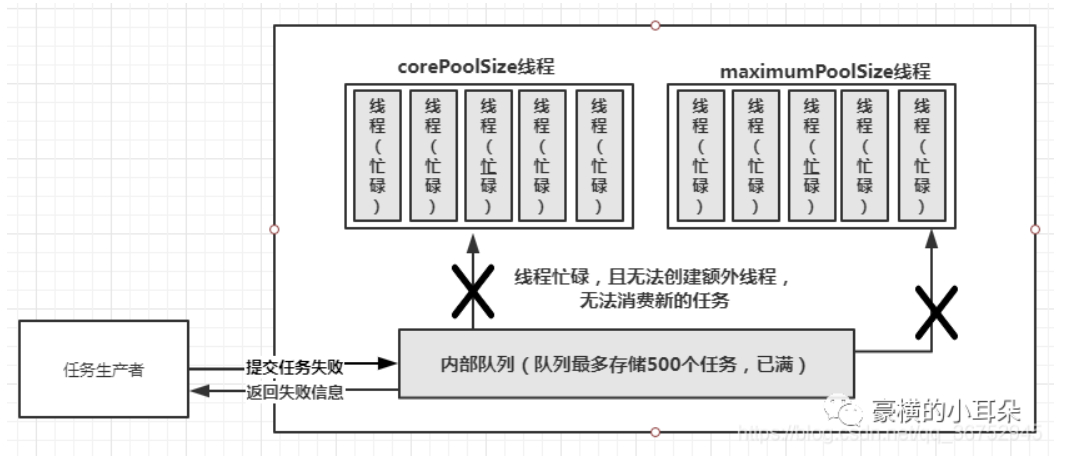 corePoolSize线程
maximumPoolSize线程
线程(忙碌)
线程(忙碌)
线程(忙碌)
线程(忙碌)
线程(忙碌)
线程(忙碌)
线程(忙碌)
线程(忙碌)
线程(忙碌)
线程(忙碌)
线程忙碌，且无法创建额外线程，
无法消费新的任务
任务生产者
提交任务失败
返回失败信息
内部队列（队列最多存储500个任务，已满）
豪横的小耳朵